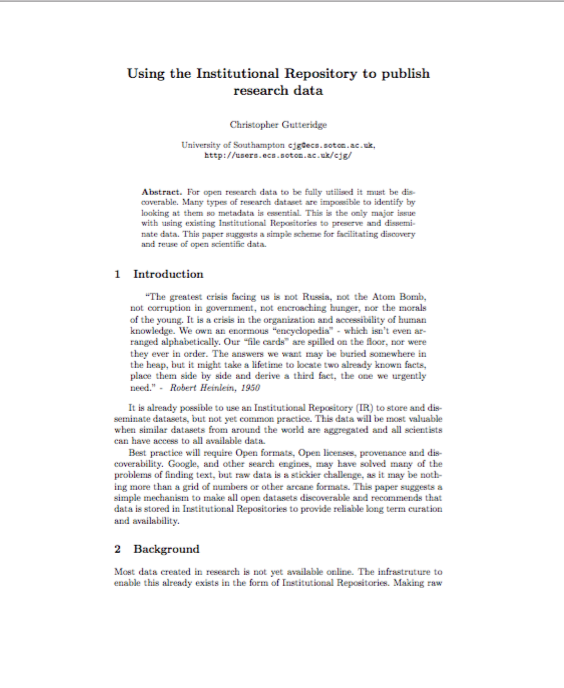 Using the Institutional Repository to publish
research data
Christopher Gutteridge
University of Southampton cjg@ecs.soton.ac.uk,
http://users.ecs.soton.ac.uk/cjg/
Abstract. For open research data to be fully utilised it must be dis-
coverable. Many types of research dataset are impossible to identify by
looking at them so metadata is essential. This is the only major issue
with using existing Institutional Repositories to preserve and dissemi-
nate data. This paper suggests a simple scheme for facilitating discovery
and reuse of open scientific data.
1 Introduction
“The greatest crisis facing us is not Russia, not the Atom Bomb,
not corruption in government, not encroaching hunger, nor the morals
of the young. It is a crisis in the organization and accessibility of human
knowledge. We own an enormous “encyclopedia” - which isn’t even ar-
ranged alphabetically. Our “file cards” are spilled on the floor, nor were
they ever in order. The answers we want may be buried somewhere in
the heap, but it might take a lifetime to locate two already known facts,
place them side by side and derive a third fact, the one we urgently
need.” - Robert Heinlein, 1950
It is already possible to use an Institutional Repository (IR) to store and dis-
seminate datasets, but not yet common practice. This data will be most valuable
when similar datasets from around the world are aggregated and all scientists
can have access to all available data.
Best practice will require Open formats, Open licenses, provenance and dis-
coverability. Google, and other search engines, may have solved many of the
problems of finding text, but raw data is a stickier challenge, as it may be noth-
ing more than a grid of numbers or other arcane formats. This paper suggests a
simple mechanism to make all open datasets discoverable and recommends that
data is stored in Institutional Repositories to provide reliable long term curation
and availability.
2 Background
Most data created in research is not yet available online. The infrastruture to
enable this already exists in the form of Institutional Repositories. Making raw